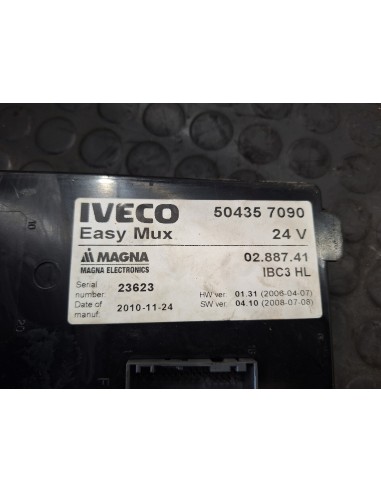 IVECO 50435 7090
Easy Mux 24 V
MAGNA 02.887.41
MAGNA ELECTRONICS IBC3 HL
Serial number: 23623 HW ver: 01.31 (2008-04-07)
Date of manuf: 2010-11-24 SW ver: 04.10 (2008-07-08)